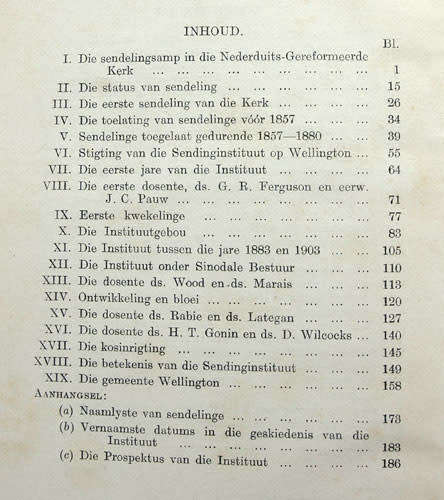 INHOUD.
Bl.
I. Die sendelingsamp in die Nederduits-Gereformeerde
Kerk ... ... ... ... ... ... ... ... 1
II. Die status van sendeling ... ... ... ... ... 15
III. Die eerste sendeling van die Kerk ... ... ... 26
IV. Die toelating van sendelinge vóór 1857 ... ... 34
V. Sendelinge toegelaat gedurende 1857—1880 ... ... 39
VI. Stigting van die Sendinginstituut op Wellington ... 55
VII. Die eerste jare van die Instituut ... ... ... 64
VIII. Die eerste dosente, ds. G. R. Ferguson en eerw.
J. C. Pauw ... ... ... ... ... ... ... 71
IX. Eerste kwekelinge ... ... ... ... ... ... 77
X. Die Instituutgebou ... ... ... ... ... ... 83
XI. Die Instituut tussen die jare 1883 en 1903 ... ... 105
XII. Die Instituut onder Sinodale Bestuur ... ... ... 110
XIII. Die dosente ds. Wood en ds. Marais ... ... ... 113
XIV. Ontwikkeling en bloei ... ... ... ... ... 120
XV. Die dosente ds. Rabie en ds. Lategan ... ... ... 127
XVI. Die dosente ds. H. T. Gonin en ds. D. Wilcocks ... 140
XVII. Die kosinrigting ... ... ... ... ... ... 145
XVIII. Die betekenis van die Sendinginstituut ... ... ... 149
XIX. Die gemeente Wellington ... ... ... ... ... 158
AANHANGSEL:
(a) Naamlyste van sendelinge ... ... ... ... ... 173
(b) Vernaamste datums in die geskiedenis van die
Instituut ... ... ... ... ... ... ... 183
(c) Die Prospektus van die Instituut ... ... ... ... 186